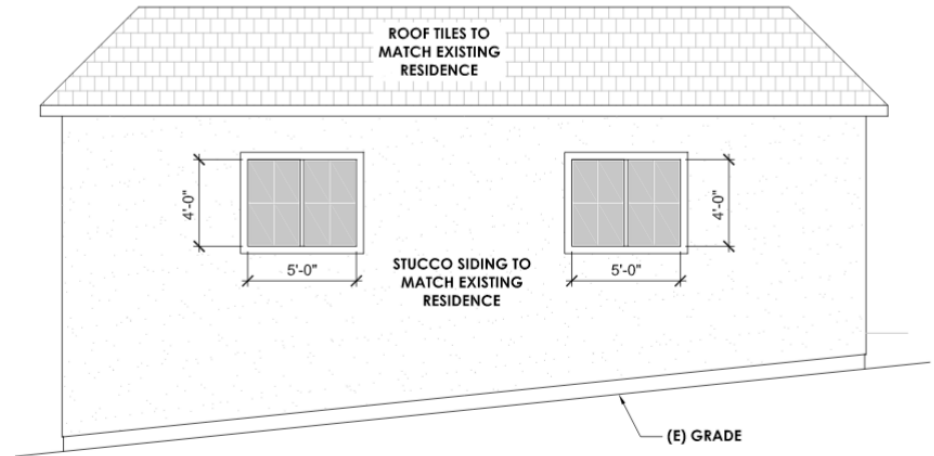 ROOF TILES TO
MATCH EXISTING
RESIDENCE
4'-0"
4'-0"
5'-0"
5'-0"
STUCCO SIDING TO
MATCH EXISTING
RESIDENCE
(E) GRADE